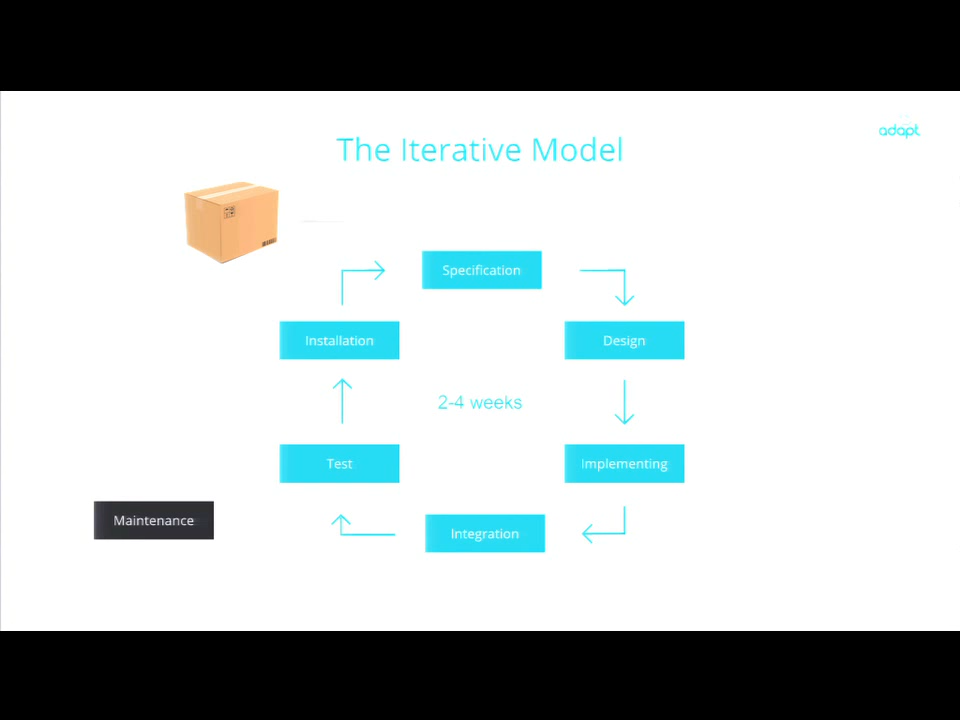 adapt
The Iterative Model
Specification
Installation
Design
2-4 weeks
Test
Implementing
Maintenance
Integration